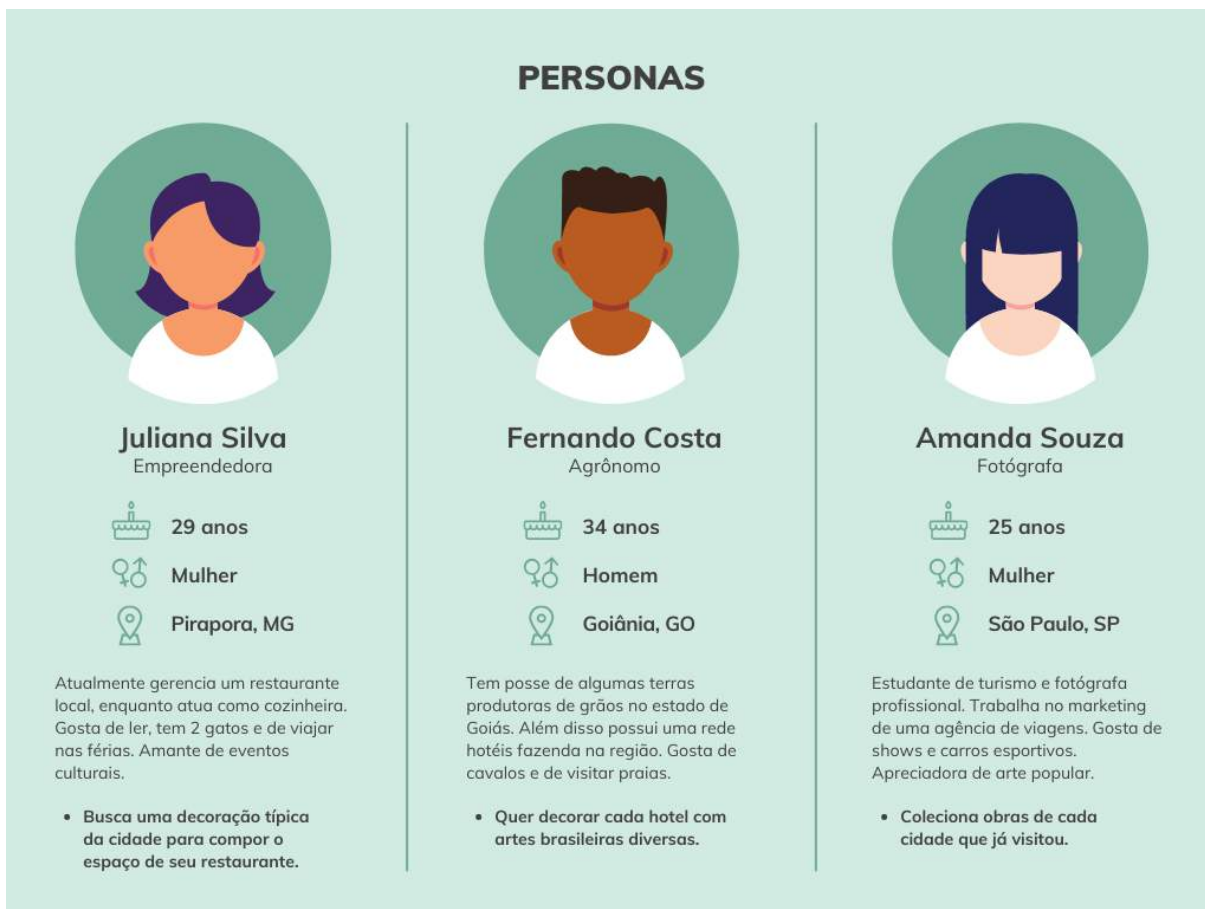 PERSONAS
Juliana Silva
Empreendedora
29 anos
Mulher
Pirapora, MG
Atualmente gerencia um restaurante
local, enquanto atua como cozinheira.
Gosta de ler, tem 2 gatos e de viajar
nas férias. Amante de eventos
culturais.
• Busca uma decoração típica
da cidade para compor o
espaço de seu restaurante.
Fernando Costa
Agrônomo
34 anos
Homem
Goiânia, GO
Tem posse de algumas terras
produtoras de grãos no estado de
Goiás. Além disso possui uma rede
hotéis fazenda na região. Gosta de
cavalos e de visitar praias.
• Quer decorar cada hotel com
artes brasileiras diversas.
Amanda Souza
Fotógrafa
25 anos
Mulher
São Paulo, SP
Estudante de turismo e fotógrafa
profissional. Trabalha no marketing
de uma agência de viagens. Gosta de
shows e carros esportivos.
Apreciadora de arte popular.
• Coleciona obras de cada
cidade que já visitou.